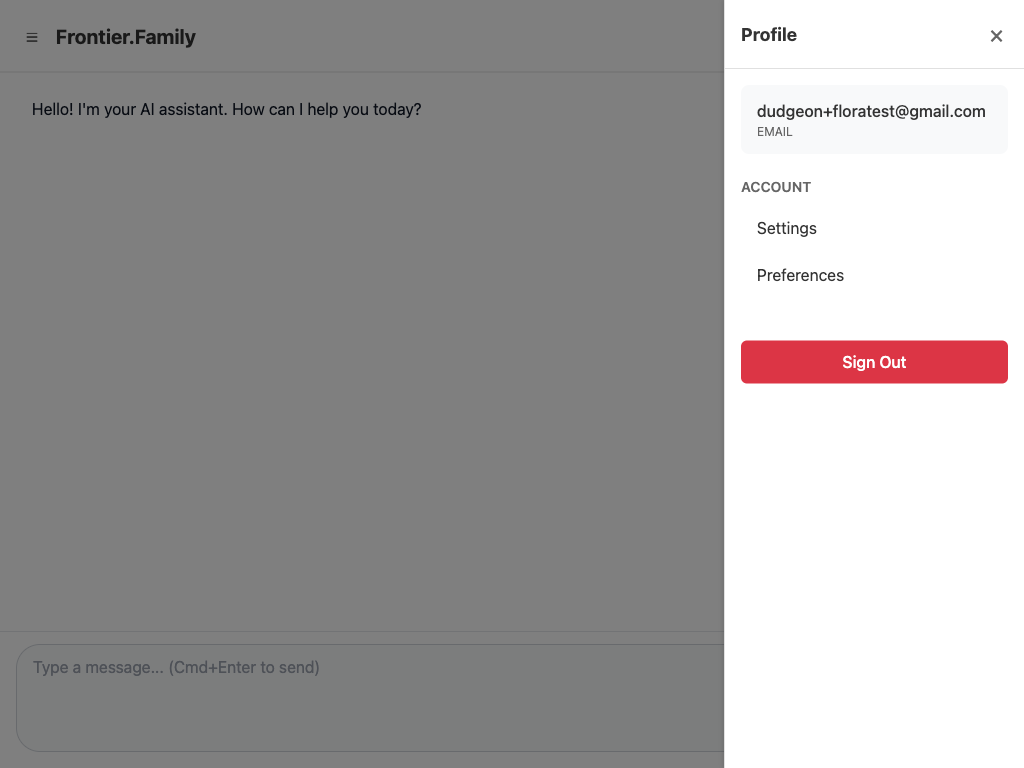 Frontier.Family
Hello! I'm your AI assistant. How can I help you today?
Type a message... (Cmd+Enter to send)
Profile
dudgeon+floratest@gmail.com
EMAIL
ACCOUNT
Settings
Preferences
Sign Out